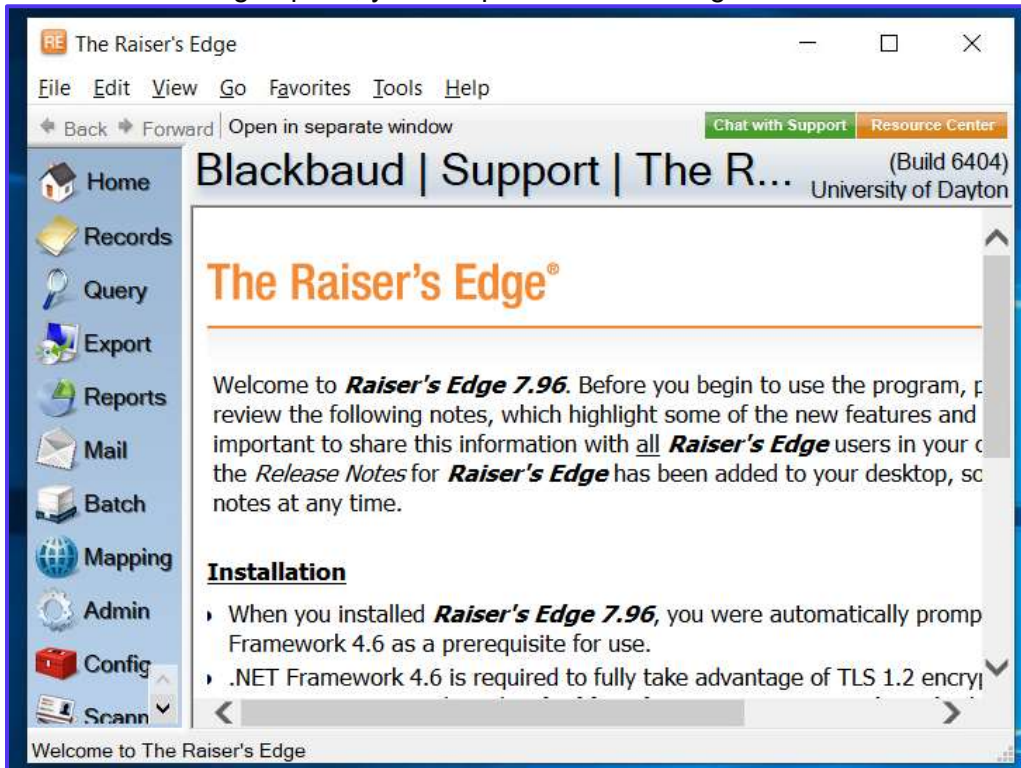 The Raiser's Edge
File Edit View Go Favorites Tools Help
Back Forward Open in separate window Chat with Support Resource Center
Blackbaud | Support | The R... (Build 6404)
University of Dayton
Home
Records
Query
Export
Reports
Mail
Batch
Mapping
Admin
Config
Scann
The Raiser's Edge®
Welcome to Raiser's Edge 7.96. Before you begin to use the program, p
review the following notes, which highlight some of the new features and
important to share this information with all Raiser's Edge users in your
the Release Notes for Raiser's Edge has been added to your desktop, so
notes at any time.
Installation
When you installed Raiser's Edge 7.96, you were automatically promp
Framework 4.6 as a prerequisite for use.
.NET Framework 4.6 is required to fully take advantage of TLS 1.2 encry
Welcome to The Raiser's Edge